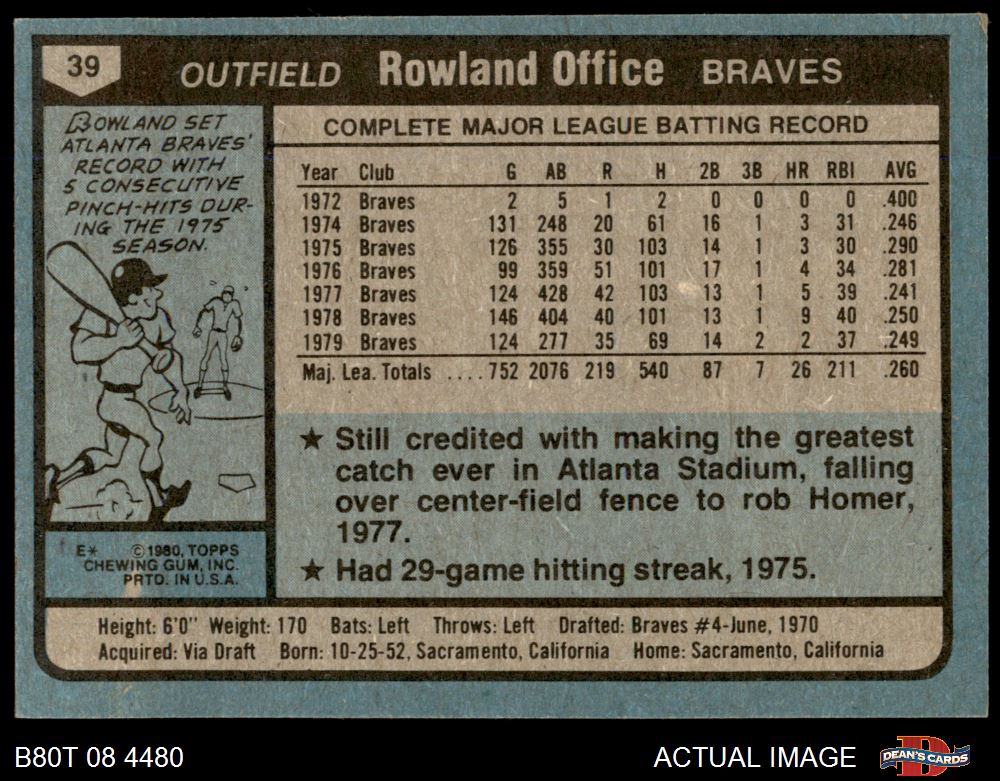 39
OUTFIELD Rowland Office BRAVES
ROWLAND SET
ATLANTA BRAVES'
RECORD WITH
5 CONSECUTIVE
PINCH-HITS DUR-
ING THE 1975
SEASON.
COMPLETE MAJOR LEAGUE BATTING RECORD
Year Club G AB R H 2B 3B HR RBI AVG
1972 Braves 2 5 1 2 0 0 0 0 .400
1974 Braves 131 248 20 61 16 1 3 31 .246
1975 Braves 126 355 30 103 14 1 3 30 .290
1976 Braves 99 359 51 101 17 1 4 34 .281
1977 Braves 124 428 42 103 13 1 5 39 .241
1978 Braves 146 404 40 101 13 1 9 40 .250
1979 Braves 124 277 35 69 14 2 2 37 .249
Maj. Lea. Totals ....752 2076 219 540 87 7 26 211 .260
★ Still credited with making the greatest
catch ever in Atlanta Stadium, falling
over center-field fence to rob Homer,
1977.
★ Had 29-game hitting streak, 1975.
E* ©1980, TOPPS
CHEWING GUM, INC.
PRTD. IN U.S.A.
Height: 6'0" Weight: 170 Bats: Left Throws: Left Drafted: Braves #4-June, 1970
Acquired: Via Draft Born: 10-25-52, Sacramento, California Home: Sacramento, California
B80T 08 4480
ACTUAL IMAGE
DEAN'S CARDS